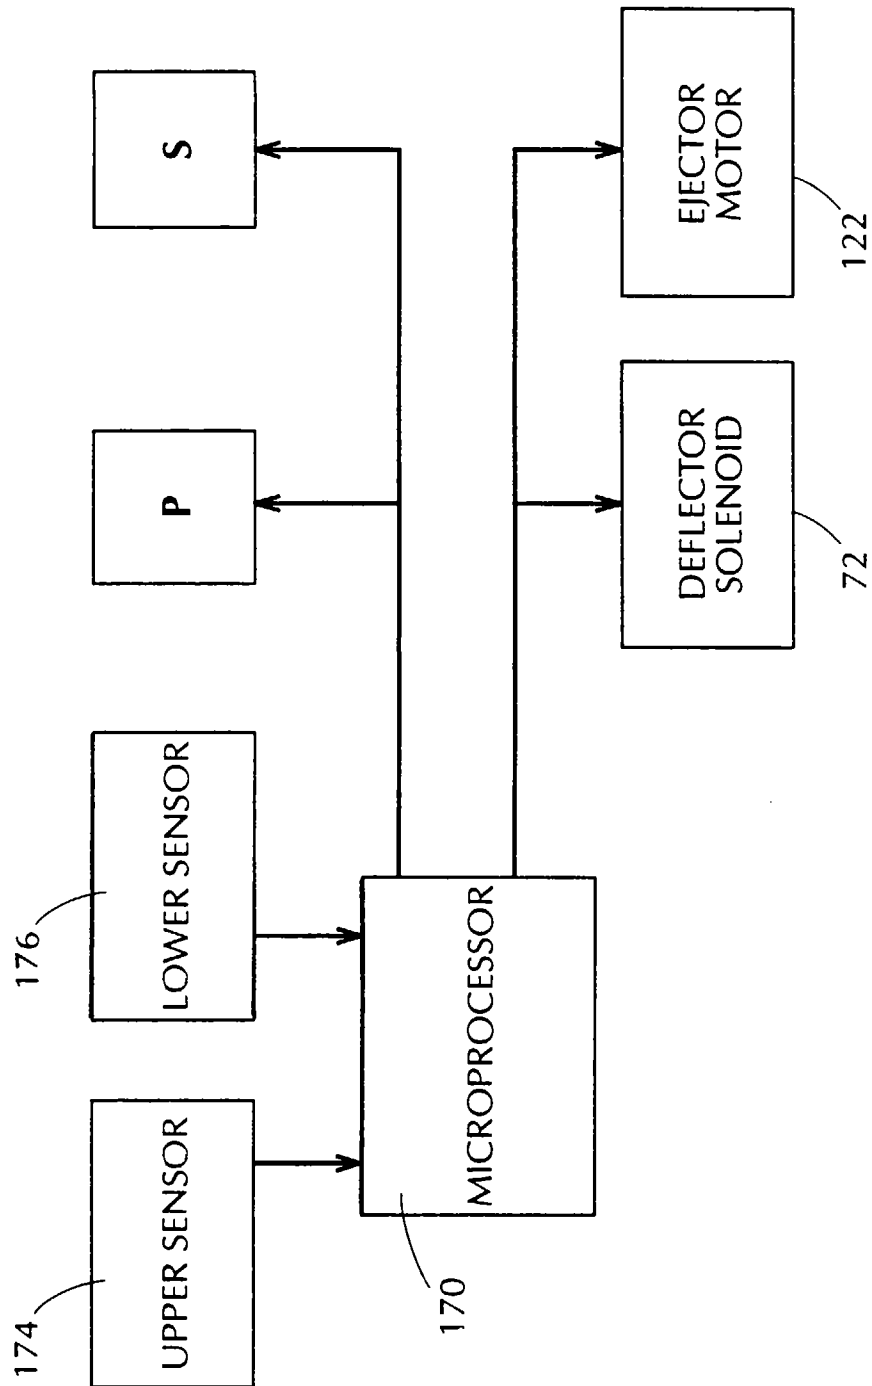 174
UPPER SENSOR
176
LOWER SENSOR
P
S
170
MICROPROCESSOR
DEFLECTOR
SOLENOID
72
EJECTOR
MOTOR
122